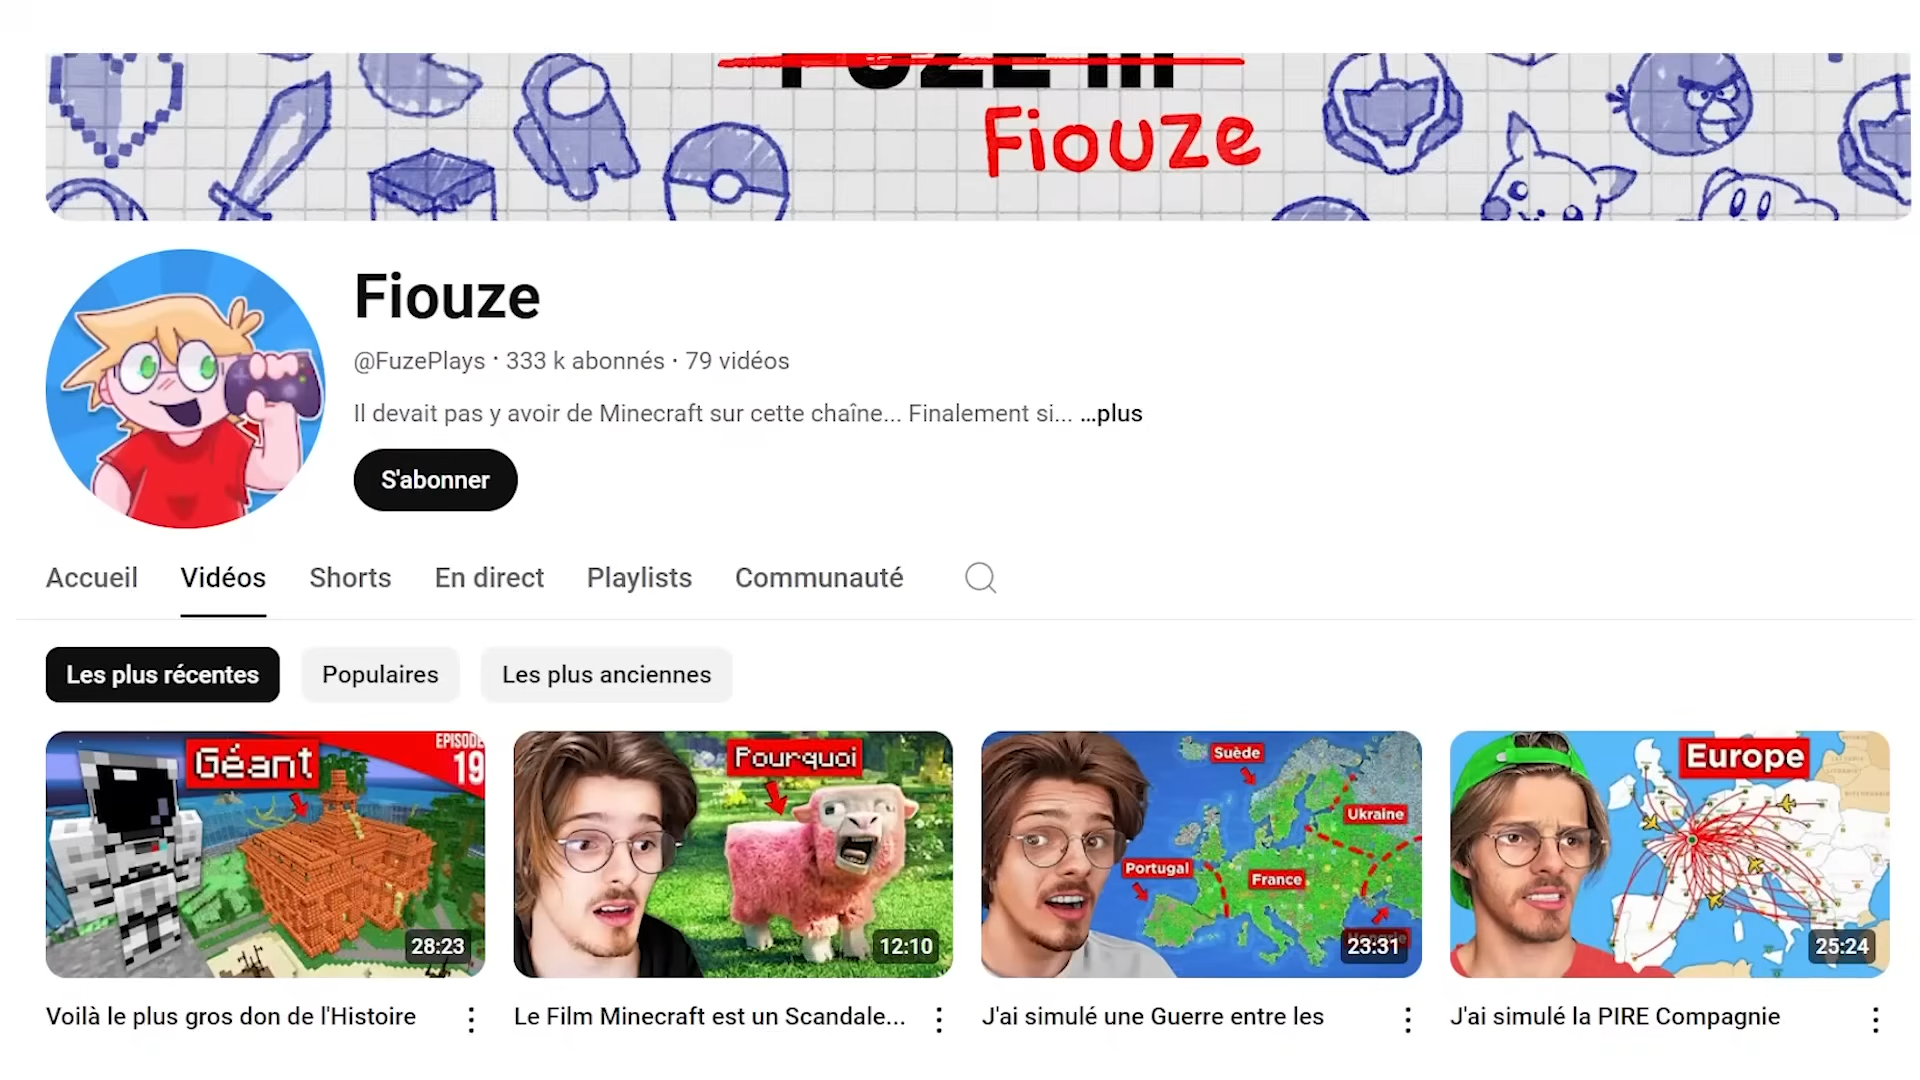 FUZE III
Fiouze
Fiouze
@FuzePlays · 333 k abonnés · 79 vidéos
Il devait pas y avoir de Minecraft sur cette chaîne... Finalement si... ...plus
S'abonner
Accueil Vidéos Shorts En direct Playlists Communauté
Les plus récentes Populaires Les plus anciennes
Géant
EPISODE
19
28:23
Pourquoi
12:10
Suède
Ukraine
Portugal
France
Hongrie
23:31
Europe
25:24
Voilà le plus gros don de l'Histoire
Le Film Minecraft est un Scandale...
J'ai simulé une Guerre entre les
J'ai simulé la PIRE Compagnie